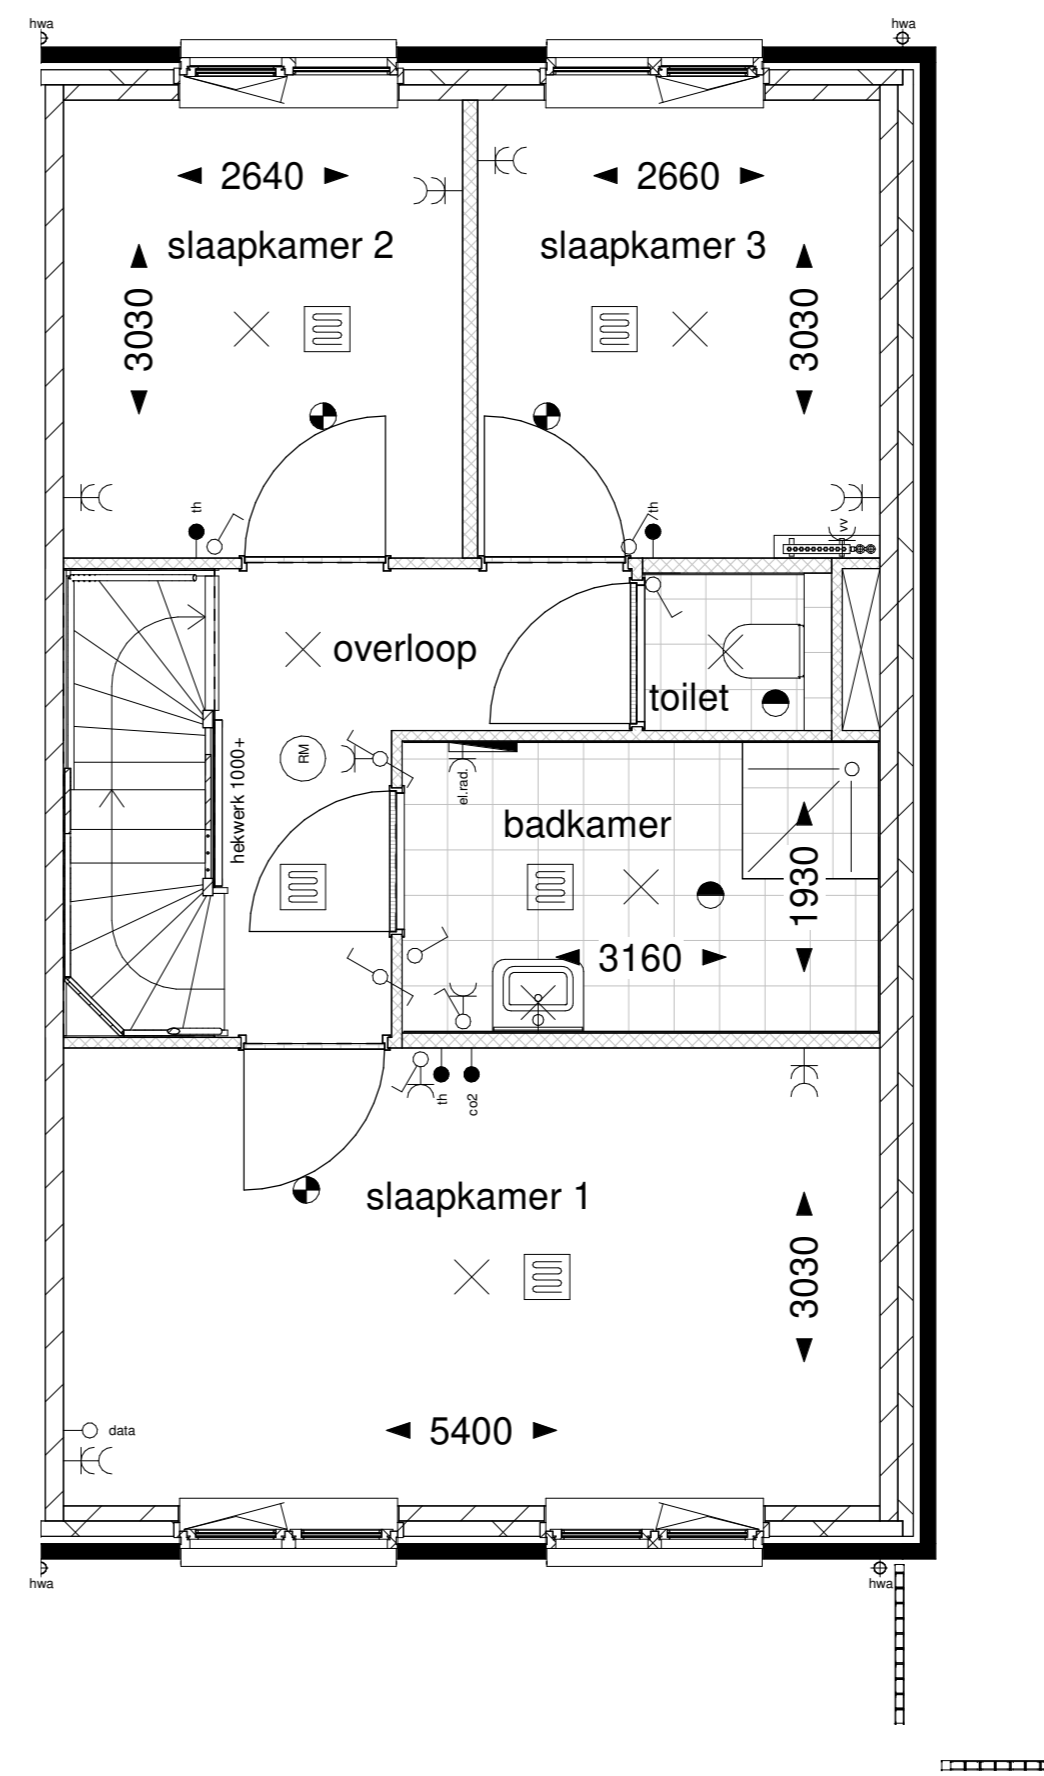 hwa
hwa
2640
2660
slaapkamer 2
slaapkamer 3
3030
3030
th
th
vv
overloop
toilet
RM
hekwerk 1000+
el.rad.
badkamer
1930
3160
th
co2
slaapkamer 1
3030
data
5400
hwa
hwa